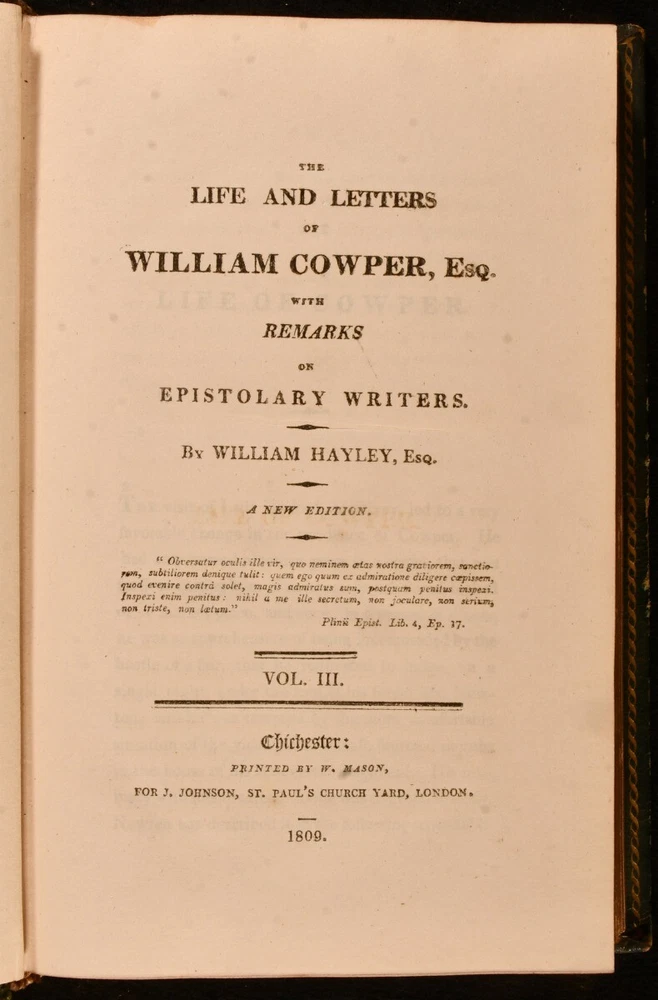 THE
LIFE AND LETTERS
OF
WILLIAM COWPER, Esq.
WITH
REMARKS
ON
EPISTOLARY WRITERS.
By WILLIAM HAYLEY, Esq.
A NEW EDITION.
“ Obversatur oculis ille vir, quo neminem ætas nostra graviorem, sanctio-
rem, subtiliorem denique tulit: quem ego quum ex admiratione diligere cœpissem,
quod evenire contrà solet, magis admiratus sum, postquam penitus inspexi.
Inspexi enim penitus: nihil a me ille secretum, non joculare, non serium,
non triste, non lætum.”
Plinii Epist. Lib. 4, Ep. 17.
VOL. III.
Chichester:
PRINTED BY W. MASON,
FOR J. JOHNSON, ST. PAUL'S CHURCH YARD, LONDON.
1809.